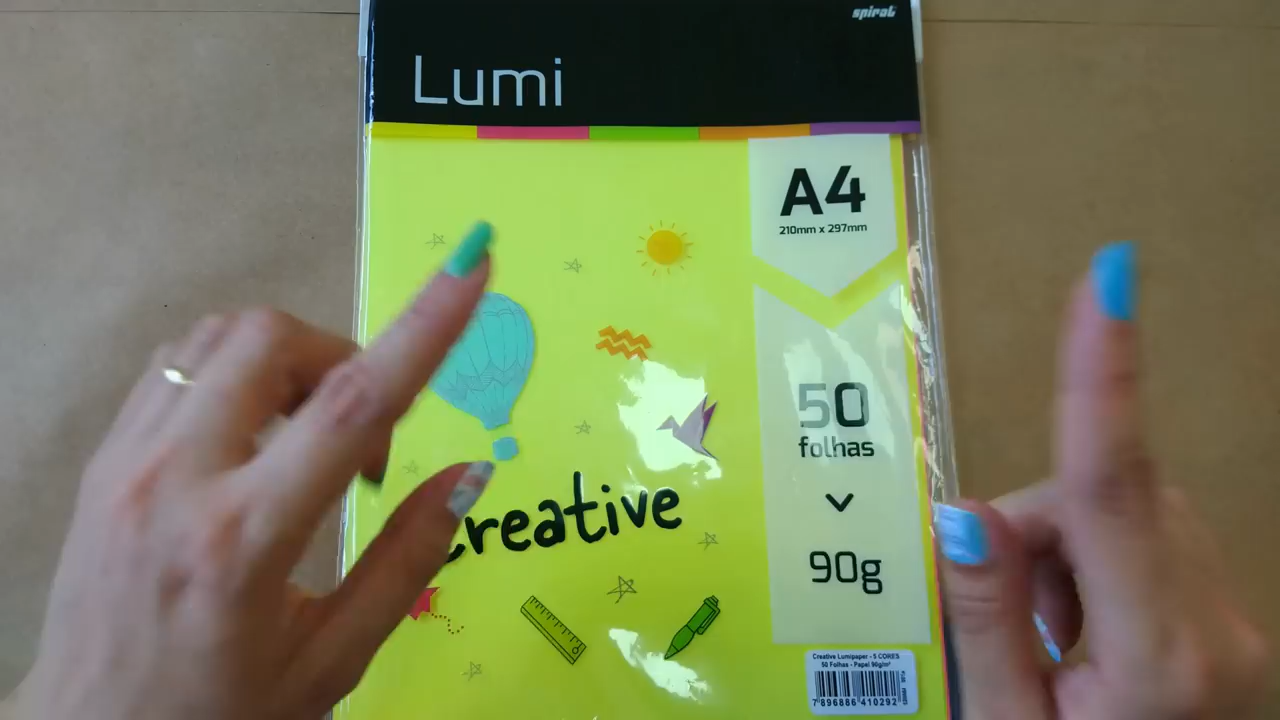 spiral
Lumi
A4
210mm x 297mm
50
folhas
90g
creative
Creative Lumipaper - 5 CORES
50 Folhas - Papel 90g/m²
7 896886 410292